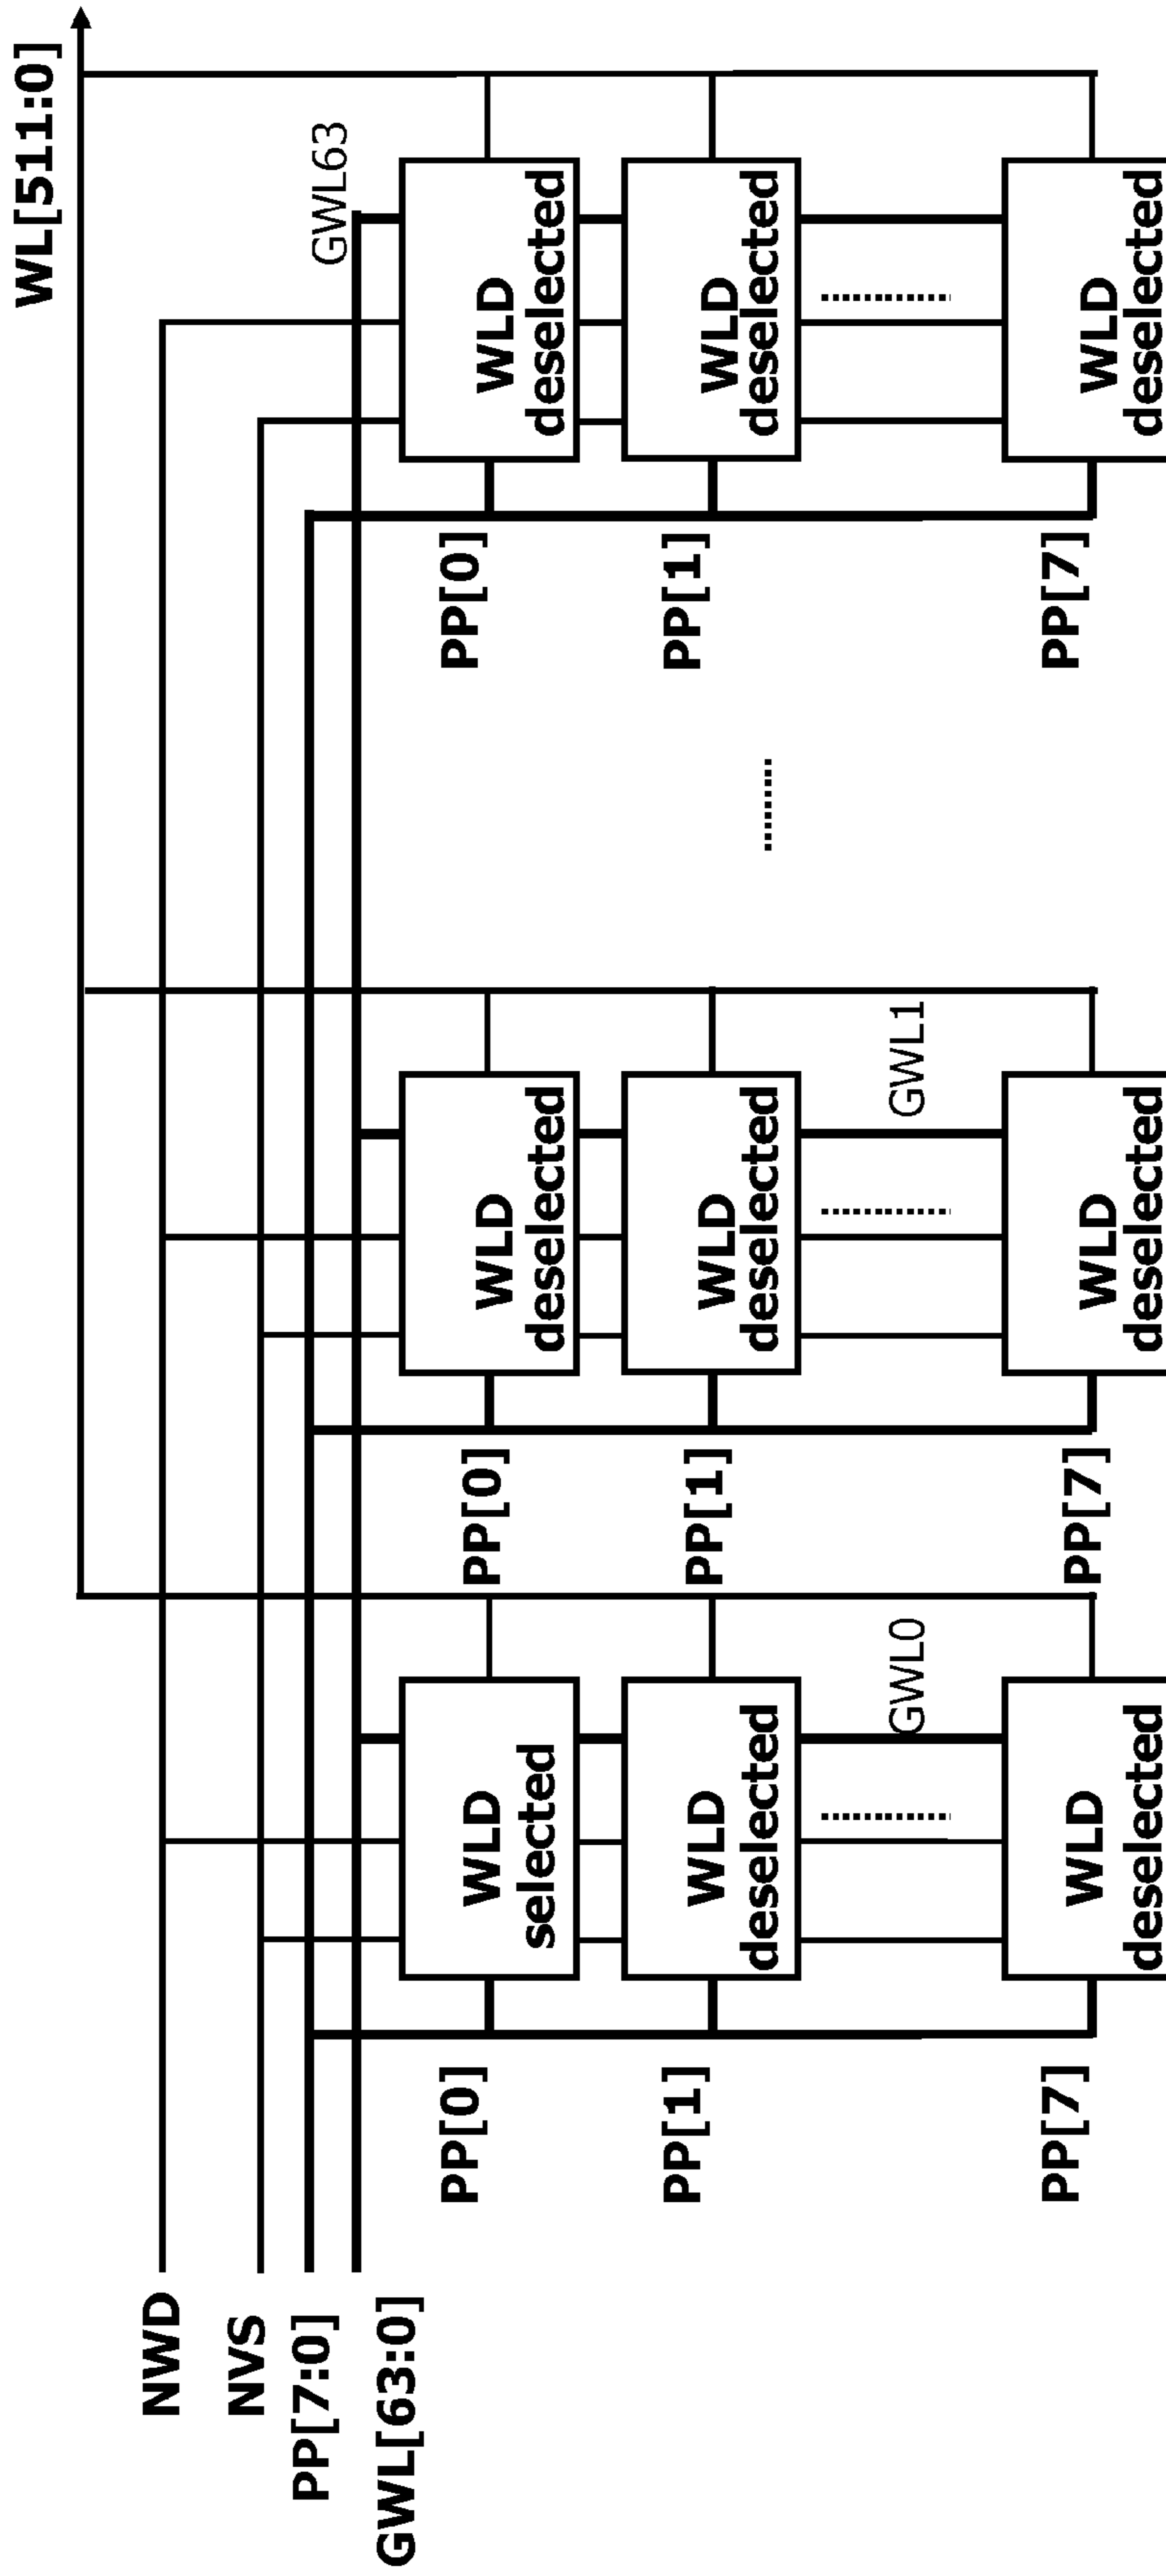 WL[511:0]
NWD
NVS
PP[7:0]
GWL[63:0]
GWL63
PP[0]
WLD
selected
PP[0]
WLD
deselected
PP[0]
WLD
deselected
PP[1]
WLD
deselected
PP[1]
WLD
deselected
PP[1]
WLD
deselected
GWL0
GWL1
PP[7]
WLD
deselected
PP[7]
WLD
deselected
PP[7]
WLD
deselected